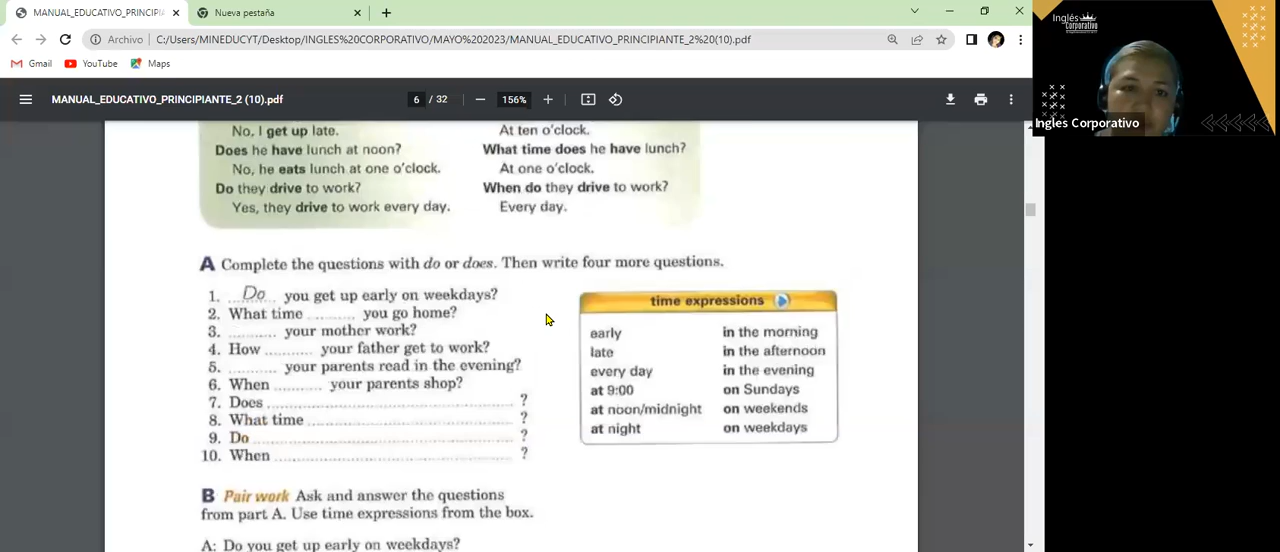 MANUAL_EDUCATIVO_PRINCIPI
Nueva pestaña
Archivo C:/Users/MINEDUCYT/Desktop/INGLES%20CORPORATIVO/MAYO%202023/MANUAL_EDUCATIVO_PRINCIPIANTE_2%20(10).pdf
Gmail YouTube Maps
MANUAL_EDUCATIVO_PRINCIPIANTE_2 (10).pdf 6 / 32 156%
Inglés Corporativo
Inglés Corporativo
No, I get up late. At ten o'clock.
Does he have lunch at noon? What time does he have lunch?
No, he eats lunch at one o'clock. At one o'clock.
Do they drive to work? When do they drive to work?
Yes, they drive to work every day. Every day.
A Complete the questions with do or does. Then write four more questions.
1. Do you get up early on weekdays?
2. What time ......... you go home?
3. .......... your mother work?
4. How .......... your father get to work?
5. .......... your parents read in the evening?
6. When .......... your parents shop?
7. Does ?
8. What time ?
9. Do ?
10. When ?
time expressions
early in the morning
late in the afternoon
every day in the evening
at 9:00 on Sundays
at noon/midnight on weekends
at night on weekdays
B Pair work Ask and answer the questions
from part A. Use time expressions from the box.
A: Do you get up early on weekdays?